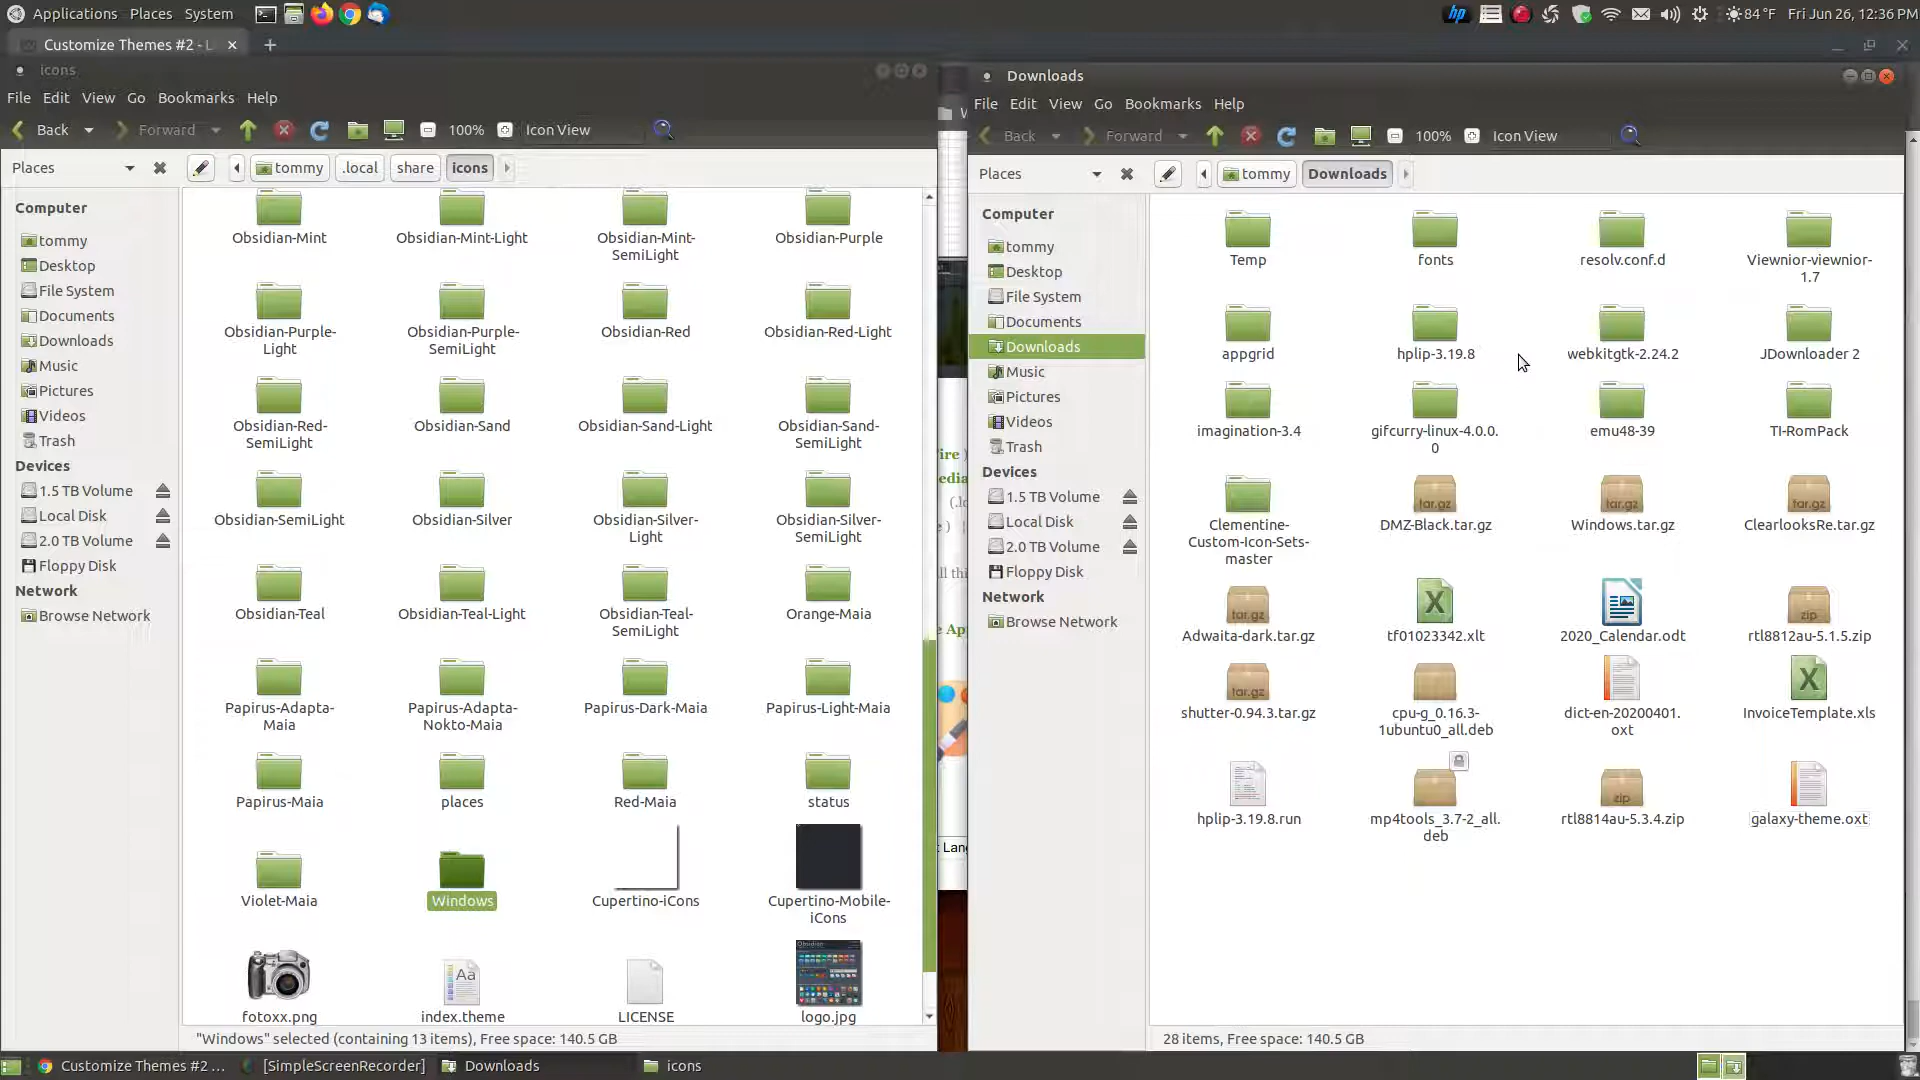 Applications Places System
hp
84 °F Fri Jun 26, 12:36 PM
Customize Themes #2 - L
icons
File Edit View Go Bookmarks Help
Back Forward 100% Icon View
Places
tommy .local share icons
Computer
tommy
Desktop
File System
Documents
Downloads
Music
Pictures
Videos
Trash
Devices
1.5 TB Volume
Local Disk
2.0 TB Volume
Floppy Disk
Network
Browse Network
Obsidian-Mint
Obsidian-Mint-Light
Obsidian-Mint-
SemiLight
Obsidian-Purple
Obsidian-Purple-
Light
Obsidian-Purple-
SemiLight
Obsidian-Red
Obsidian-Red-Light
Obsidian-Red-
SemiLight
Obsidian-Sand
Obsidian-Sand-Light
Obsidian-Sand-
SemiLight
Obsidian-SemiLight
Obsidian-Silver
Obsidian-Silver-
Light
Obsidian-Silver-
SemiLight
Obsidian-Teal
Obsidian-Teal-Light
Obsidian-Teal-
SemiLight
Orange-Maia
Papirus-Adapta-
Maia
Papirus-Adapta-
Nokto-Maia
Papirus-Dark-Maia
Papirus-Light-Maia
Papirus-Maia
places
Red-Maia
status
Violet-Maia
Windows
Cupertino-iCons
Cupertino-Mobile-
iCons
fotoxx.png
Aa
index.theme
LICENSE
Obsidian
logo.jpg
"Windows" selected (containing 13 items), Free space: 140.5 GB
Downloads
File Edit View Go Bookmarks Help
Back Forward 100% Icon View
Places
tommy Downloads
Computer
tommy
Desktop
File System
Documents
Downloads
Music
Pictures
Videos
Trash
Devices
1.5 TB Volume
Local Disk
2.0 TB Volume
Floppy Disk
Network
Browse Network
Temp
fonts
resolv.conf.d
Viewnior-viewnior-
1.7
appgrid
hplip-3.19.8
webkitgtk-2.24.2
JDownloader 2
imagination-3.4
gifcurry-linux-4.0.0.
0
emu48-39
TI-RomPack
Clementine-
Custom-Icon-Sets-
master
tar.gz
DMZ-Black.tar.gz
tar.gz
Windows.tar.gz
tar.gz
ClearlooksRe.tar.gz
tar.gz
Adwaita-dark.tar.gz
X
tf01023342.xlt
2020_Calendar.odt
zip
rtl8812au-5.1.5.zip
tar.gz
shutter-0.94.3.tar.gz
cpu-g_0.16.3-
1ubuntu0_all.deb
dict-en-20200401.
oxt
X
InvoiceTemplate.xls
hplip-3.19.8.run
mp4tools_3.7-2_all.
deb
zip
rtl8814au-5.3.4.zip
galaxy-theme.oxt
28 items, Free space: 140.5 GB
Customize Themes #2 ... [SimpleScreenRecorder] Downloads icons